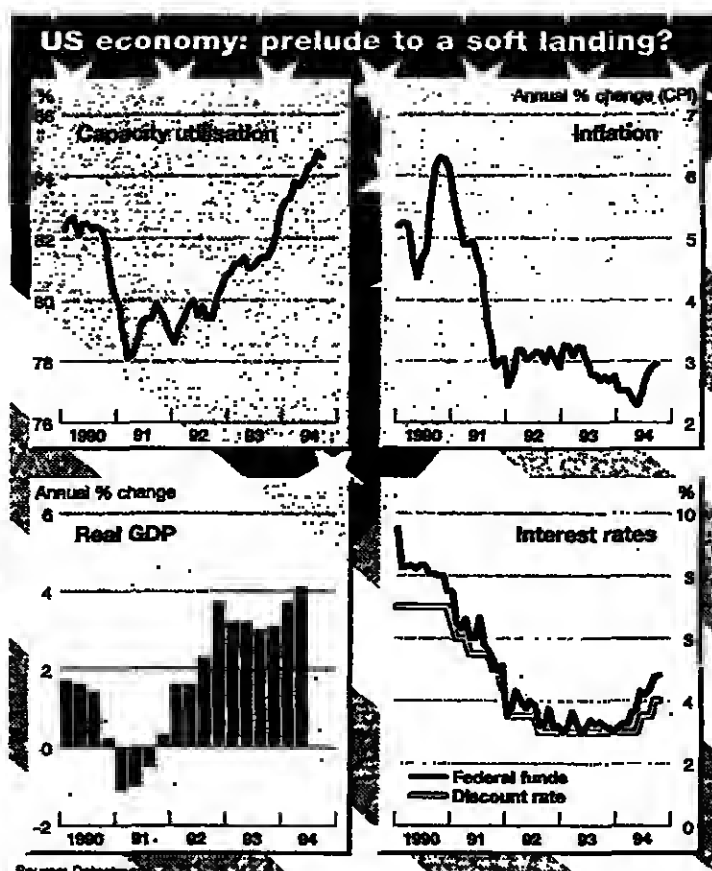 US economy: prelude to a soft landing?
%
86
Capacity utilisation
84
82
80
78
76
1990 91 92 93 94
Annual % change (CPI)
7
Inflation
6
5
4
3
2
1990 91 92 93 94
Annual % change
6
Real GDP
4
2
0
-2
1990 91 92 93 94
%
10
Interest rates
8
6
4
2
Federal funds
Discount rate
0
1990 91 92 93 94
Source: